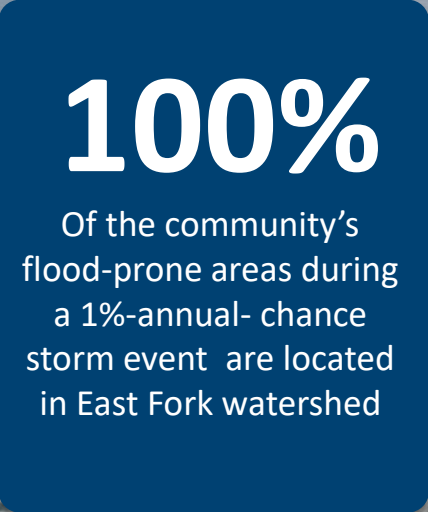 100%
Of the community’s
flood-prone areas during
a 1%-annual- chance
storm event  are located
in East Fork watershed